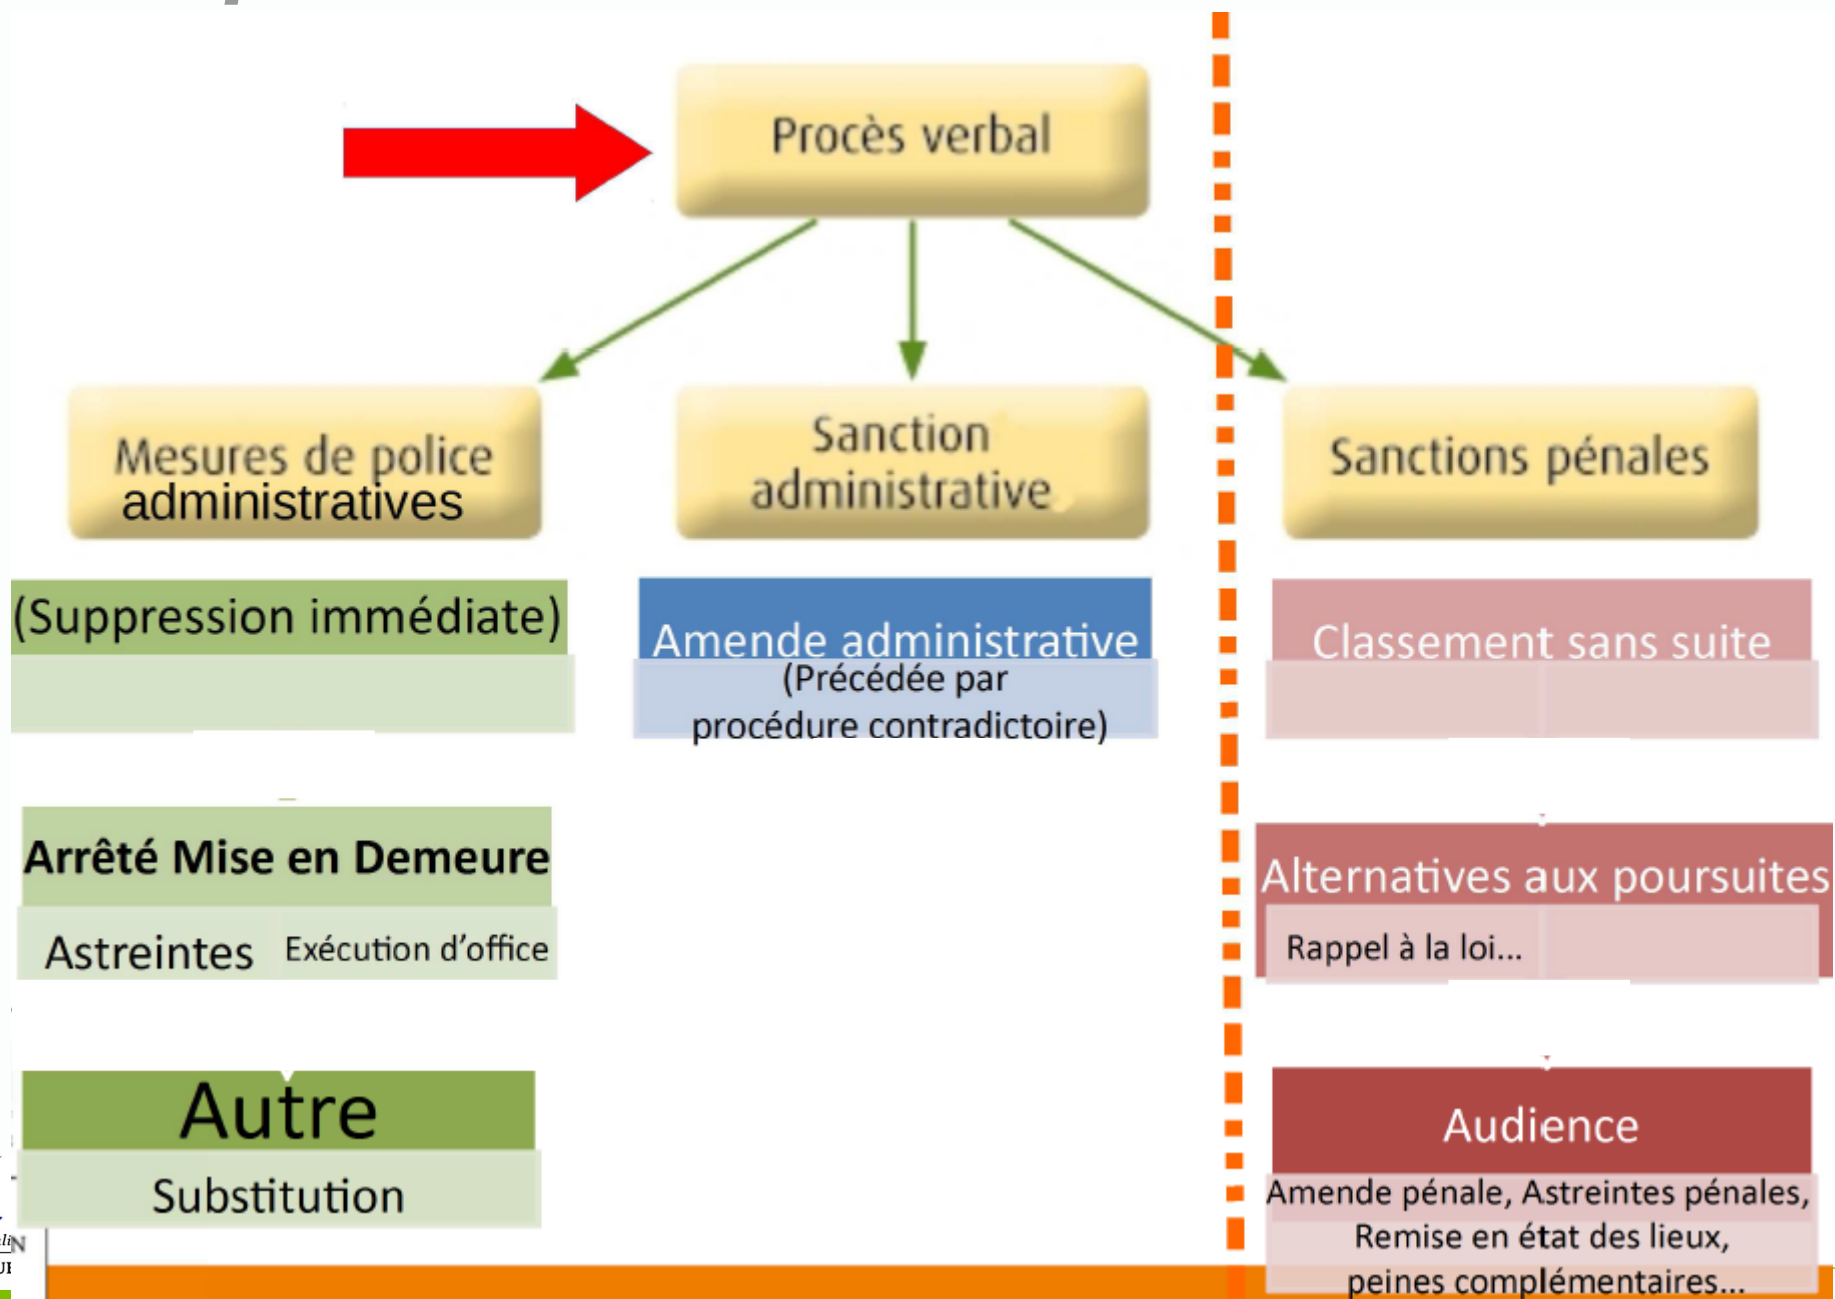 Procès verbal
Mesures de police
administratives
(Suppression immédiate)
Arrêté Mise en Demeure
Astreintes
Exécution d'office
Autre
Substitution
Sanction
administrative
Amende administrative
(Précédée par
procédure contradictoire)
Sanctions pénales
Classement sans suite
Alternatives aux poursuites
Rappel à la loi...
Audience
Amende pénale, Astreintes pénales,
Remise en état des lieux,
peines complémentaires...